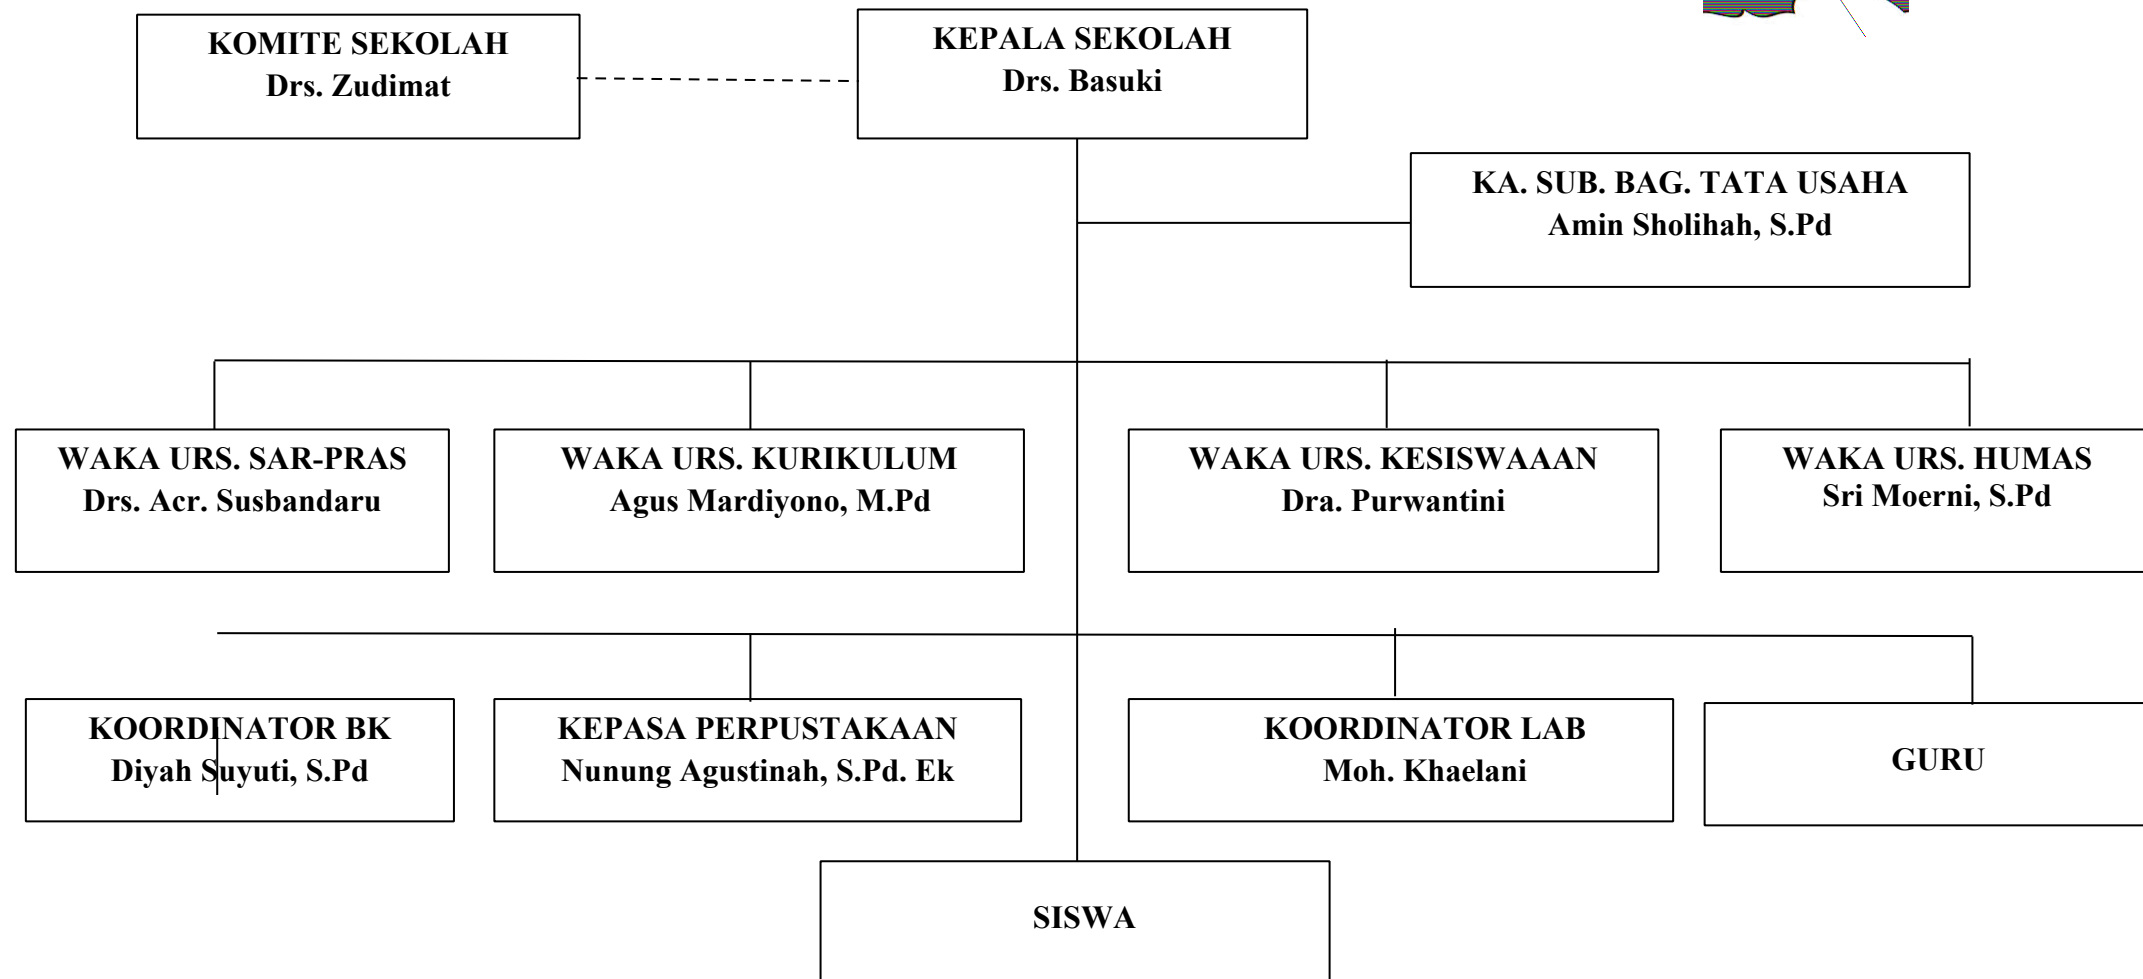 KOMITE SEKOLAH
Drs. Zudimat
KEPALA SEKOLAH
Drs. Basuki
KA. SUB. BAG. TATA USAHA
Amin Sholihah, S.Pd
WAKA URS. SAR-PRAS
Drs. Acr. Susbandaru
WAKA URS. KURIKULUM
Agus Mardiyono, M.Pd
WAKA URS. KESISWAAAN
Dra. Purwantini
WAKA URS. HUMAS
Sri Moerni, S.Pd
KOORDINATOR BK
Diyah Suyuti, S.Pd
KEPASA PERPUSTAKAAN
Nunung Agustinah, S.Pd. Ek
KOORDINATOR LAB
Moh. Khaelani
GURU
SISWA